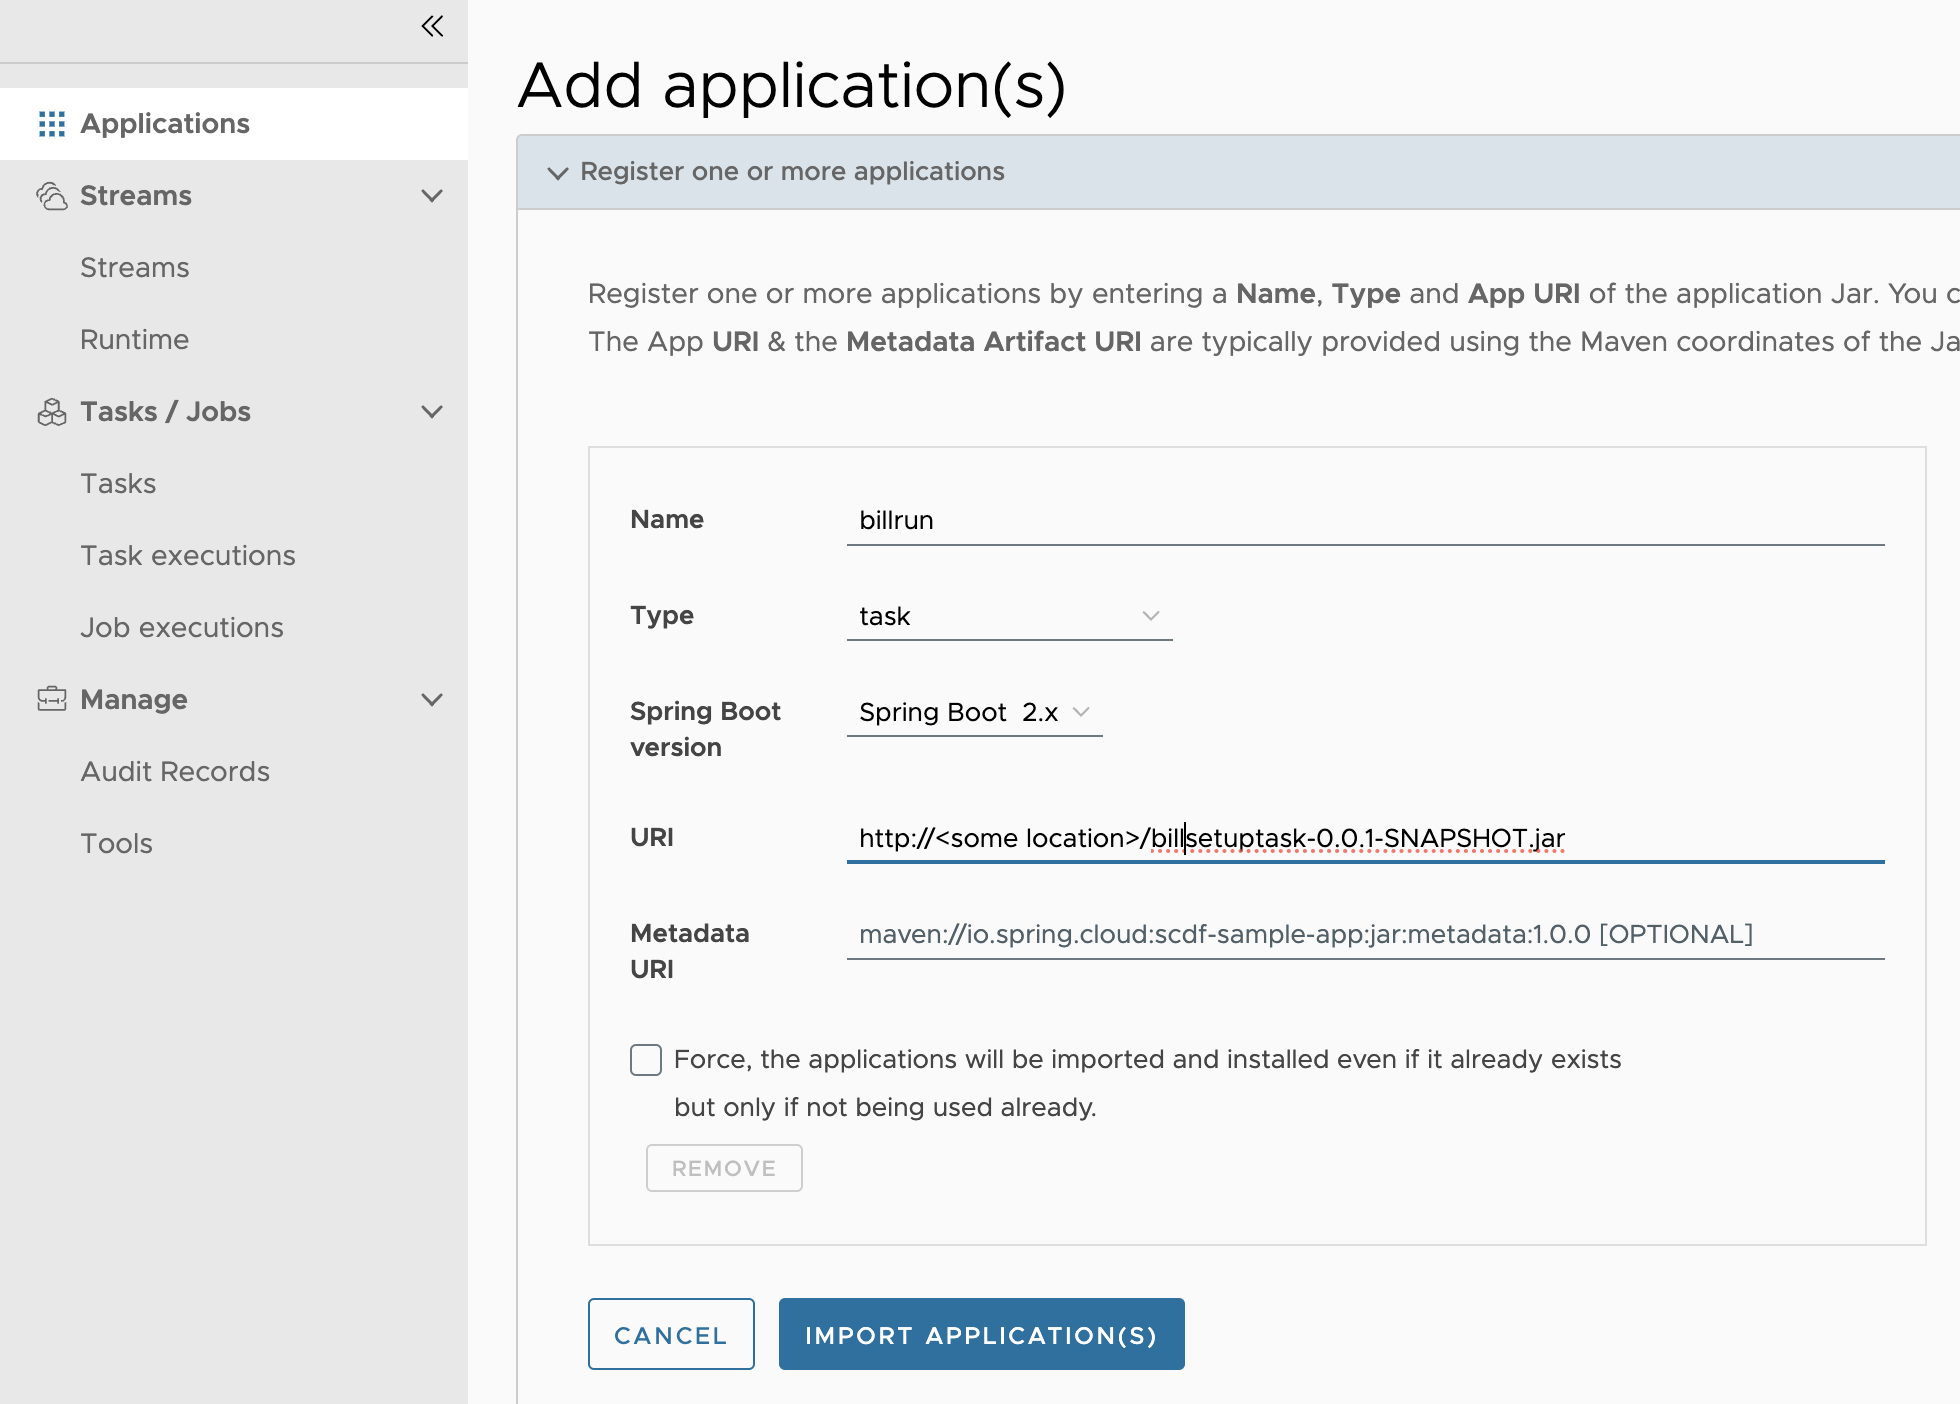 Applications
Streams
Streams
Runtime
Tasks / Jobs
Tasks
Task executions
Job executions
Manage
Audit Records
Tools
Add application(s)
Register one or more applications
Register one or more applications by entering a Name, Type and App URI of the application Jar. You
The App URI & the Metadata Artifact URI are typically provided using the Maven coordinates of the
Name
billrun
Type
task
Spring Boot version
Spring Boot 2.x
URI
http://<some location>/billsetuptask-0.0.1-SNAPSHOT.jar
Metadata URI
maven://io.spring.cloud:scdf-sample-app:jar:metadata:1.0.0 [OPTIONAL]
Force, the applications will be imported and installed even if it already exists
but only if not being used already.
REMOVE
CANCEL
IMPORT APPLICATION(S)